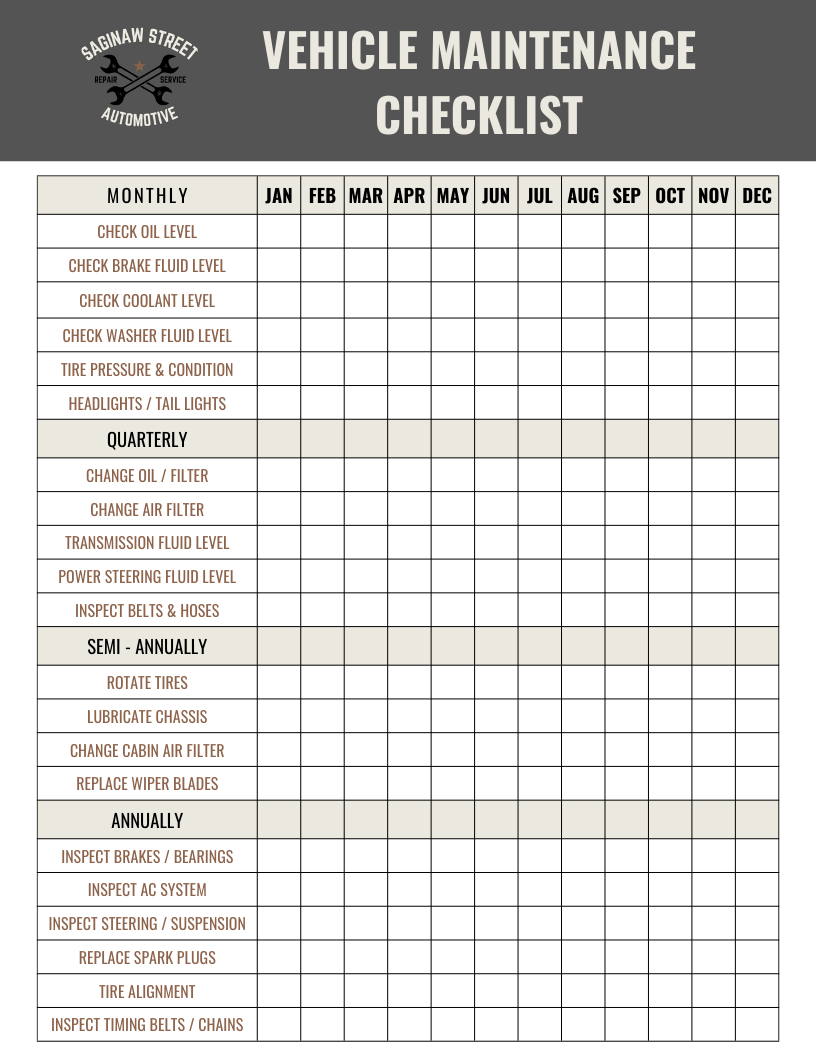 SAGINAW STREET
REPAIR SERVICE
AUTOMOTIVE
VEHICLE MAINTENANCE
CHECKLIST
MONTHLY JAN FEB MAR APR MAY JUN JUL AUG SEP OCT NOV DEC
CHECK OIL LEVEL
CHECK BRAKE FLUID LEVEL
CHECK COOLANT LEVEL
CHECK WASHER FLUID LEVEL
TIRE PRESSURE & CONDITION
HEADLIGHTS / TAIL LIGHTS
QUARTERLY
CHANGE OIL / FILTER
CHANGE AIR FILTER
TRANSMISSION FLUID LEVEL
POWER STEERING FLUID LEVEL
INSPECT BELTS & HOSES
SEMI - ANNUALLY
ROTATE TIRES
LUBRICATE CHASSIS
CHANGE CABIN AIR FILTER
REPLACE WIPER BLADES
ANNUALLY
INSPECT BRAKES / BEARINGS
INSPECT AC SYSTEM
INSPECT STEERING / SUSPENSION
REPLACE SPARK PLUGS
TIRE ALIGNMENT
INSPECT TIMING BELTS / CHAINS